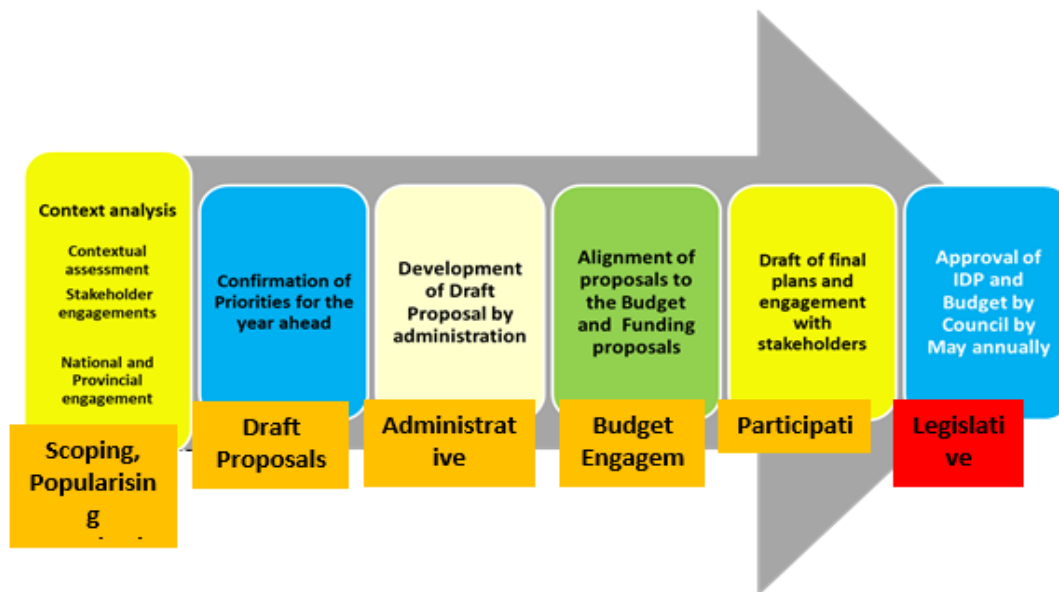 Context analysis
Contextual
assessment
Stakeholder
engagements
National and
Provincial
engagement
Scoping,
Popularisin
g
Confirmation of
Priorities for the
year ahead
Draft
Proposals
Development
of Draft
Proposal by
administration
Administrat
ive
Alignment of
proposals to
the Budget
and Funding
proposals
Budget
Engagem
Draft of final
plans and
engagement
with
stakeholders
Participati
Approval of
IDP and
Budget by
Council by
May annually
Legislati
ve